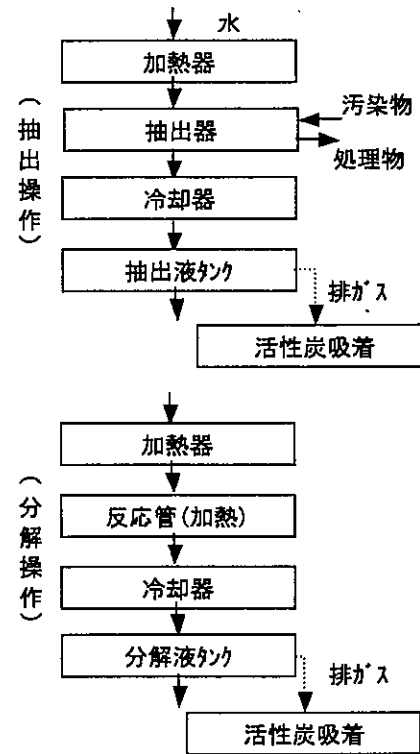 水
加熱器
(抽出操作)
抽出器
汚染物
処理物
冷却器
抽出液ﾀﾝｸ
排ｶﾞｽ
活性炭吸着
(分解操作)
加熱器
反応管(加熱)
冷却器
分解液ﾀﾝｸ
排ｶﾞｽ
活性炭吸着